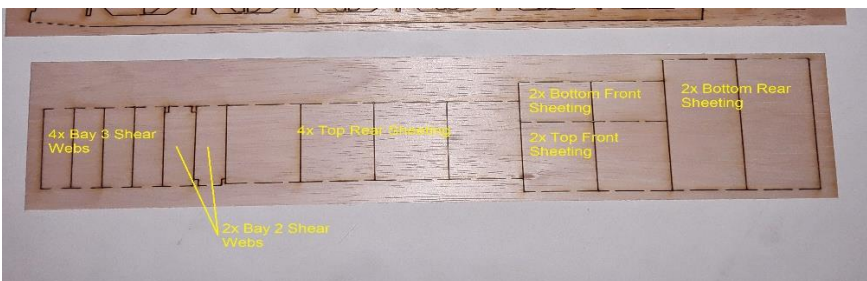 4x Bay 3 Shear
Webs
4x Top Rear Sheeting
2x Bottom Front
Sheeting
2x Top Front
Sheeting
2x Bottom Rear
Sheeting
2x Bay 2 Shear
Webs